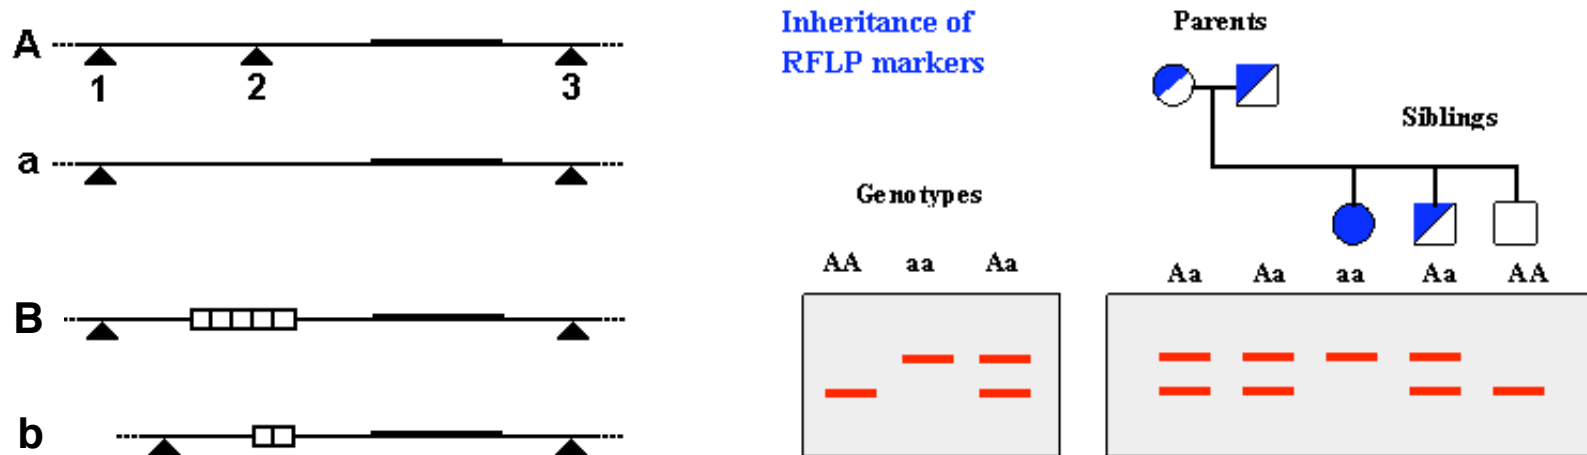 A
1 2 3
a
B
b
Inheritance of
RFLP markers
Parents
Siblings
Genotypes
AA aa Aa
Aa Aa aa Aa AA